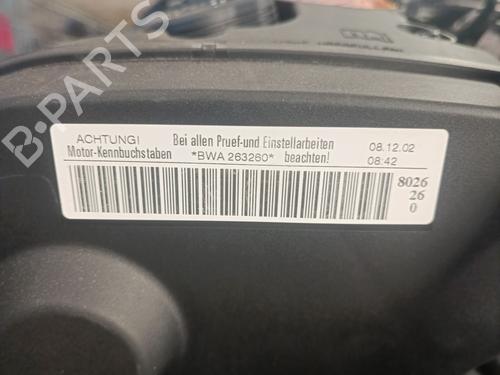 ACHTUNG! Bei allen Pruef-und Einstellarbeiten 08.12.02
Motor-Kennbuchstaben *BWA 263260* beachten! 08:42
8026
26
0
B-PARTS